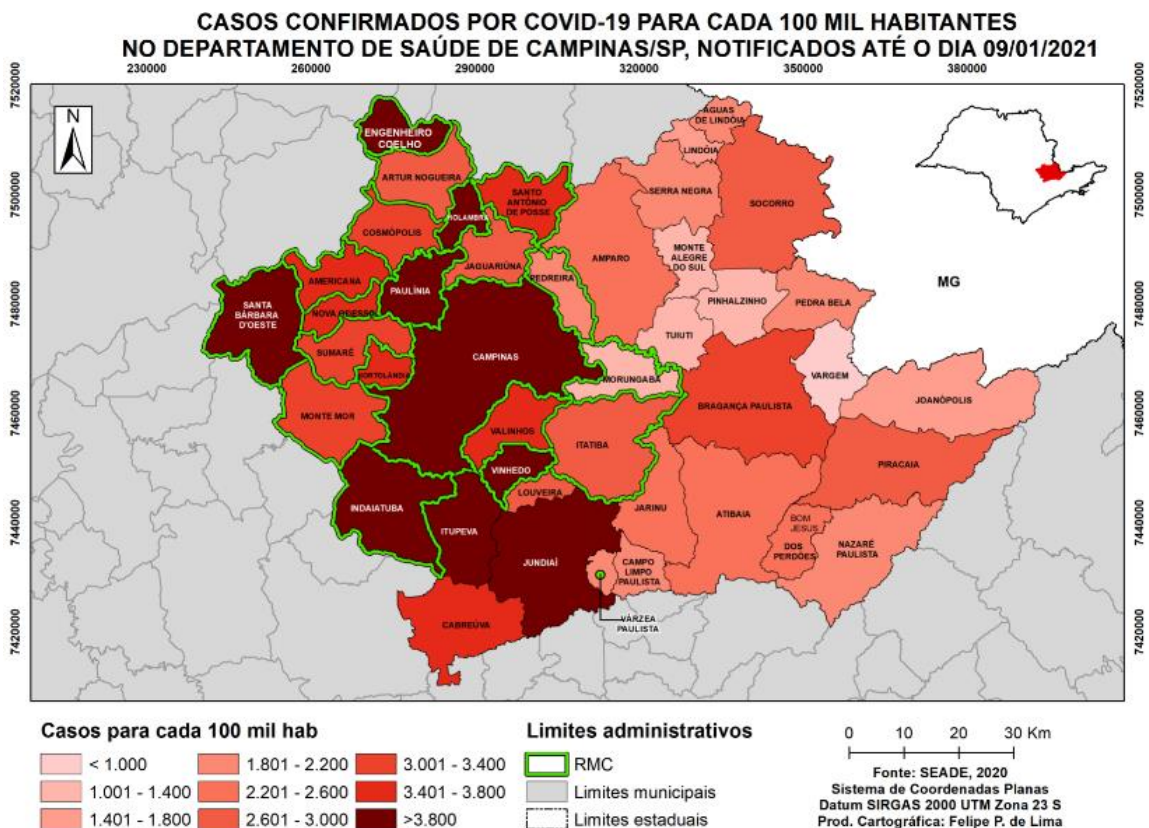 CASOS CONFIRMADOS POR COVID-19 PARA CADA 100 MIL HABITANTES
NO DEPARTAMENTO DE SAÚDE DE CAMPINAS/SP, NOTIFICADOS ATÉ O DIA 09/01/2021
230000 260000 290000 320000 350000 380000
7520000 7520000
7500000 7500000
7480000 7480000
7460000 7460000
7440000 7440000
7420000 7420000
N
ENGENHEIRO
COELHO
ARTUR NOGUEIRA
HOLAMBRA
SANTO
ANTÔNIO
DE POSSE
COSMÓPOLIS
ÁGUAS
DE LINDÓIA
LINDÓIA
SERRA NEGRA
SOCORRO
AMPARO
MONTE
ALEGRE
DO SUL
JAGUARIÚNA
PEDREIRA
AMERICANA
PAULÍNIA
SANTA
BÁRBARA
D'OESTE
NOVA ODESSO
SUMARÉ
HORTOLÂNDIA
CAMPINAS
MG
PINHALZINHO
PEDRA BELA
TUIUTI
MORUNGABA
VARGEM
JOANÓPOLIS
BRAGANÇA PAULISTA
MONTE MOR
VALINHOS
ITATIBA
VINHEDO
PIRACAIA
LOUVEIRA
INDAIATUBA
ITUPEVA
JARINU
ATIBAIA
BOM
JESUS
DOS
PERDÕES
NAZARÉ
PAULISTA
JUNDIAÍ
CAMPO
LIMPO
PAULISTA
CABREÚVA
VÁRZEA
PAULISTA
Casos para cada 100 mil hab
< 1.000
1.001 - 1.400
1.401 - 1.800
1.801 - 2.200
2.201 - 2.600
2.601 - 3.000
3.001 - 3.400
3.401 - 3.800
>3.800
Limites administrativos
RMC
Limites municipais
Limites estaduais
0 10 20 30 Km
Fonte: SEADE, 2020
Sistema de Coordenadas Planas
Datum SIRGAS 2000 UTM Zona 23 S
Prod. Cartográfica: Felipe P. de Lima